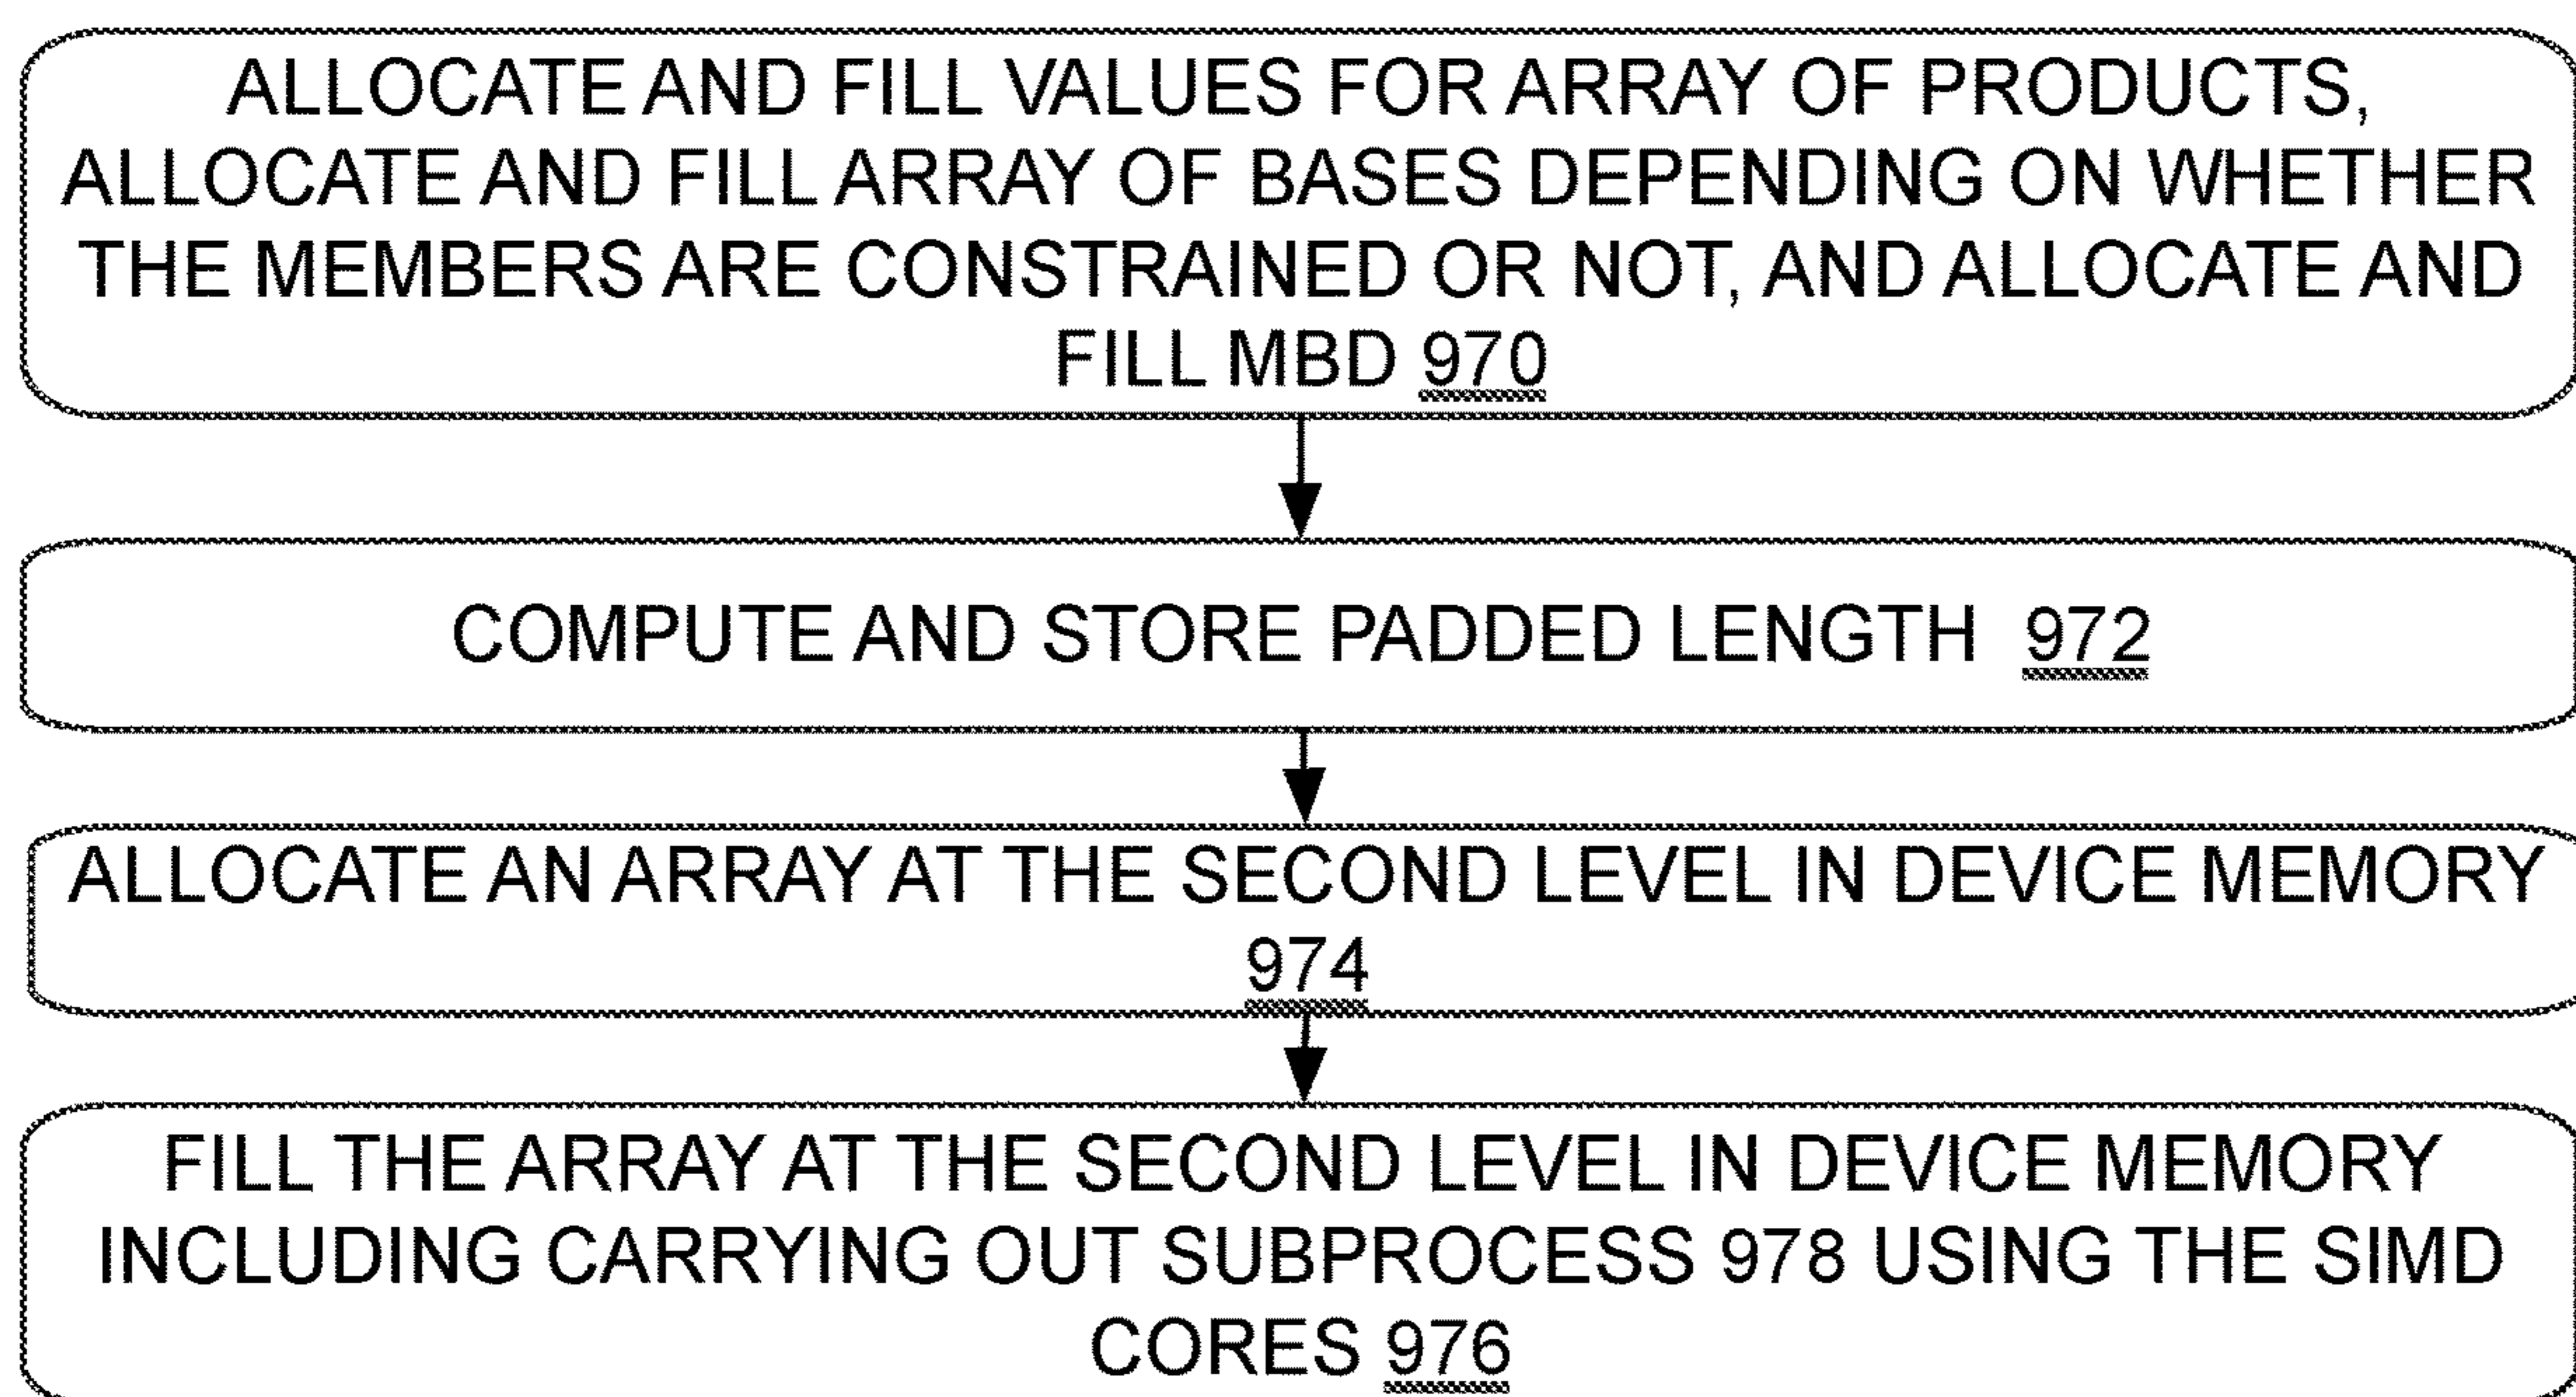 ALLOCATE AND FILL VALUES FOR ARRAY OF PRODUCTS,
ALLOCATE AND FILL ARRAY OF BASES DEPENDING ON WHETHER
THE MEMBERS ARE CONSTRAINED OR NOT, AND ALLOCATE AND
FILL MBD 970
COMPUTE AND STORE PADDED LENGTH 972
ALLOCATE AN ARRAY AT THE SECOND LEVEL IN DEVICE MEMORY
974
FILL THE ARRAY AT THE SECOND LEVEL IN DEVICE MEMORY
INCLUDING CARRYING OUT SUBPROCESS 978 USING THE SIMD
CORES 976